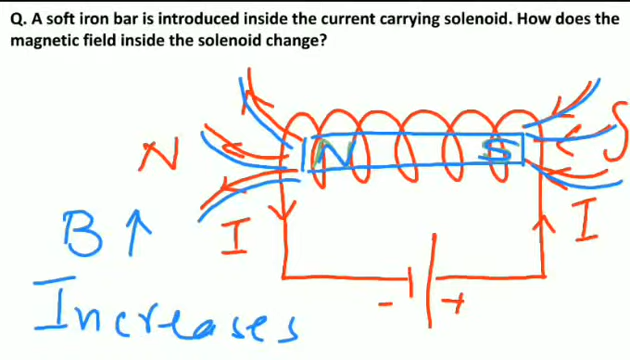 Q. A soft iron bar is introduced inside the current carrying solenoid. How does the
magnetic field inside the solenoid change?
N
N
S
S
B ↑
I
I
- +
Increases